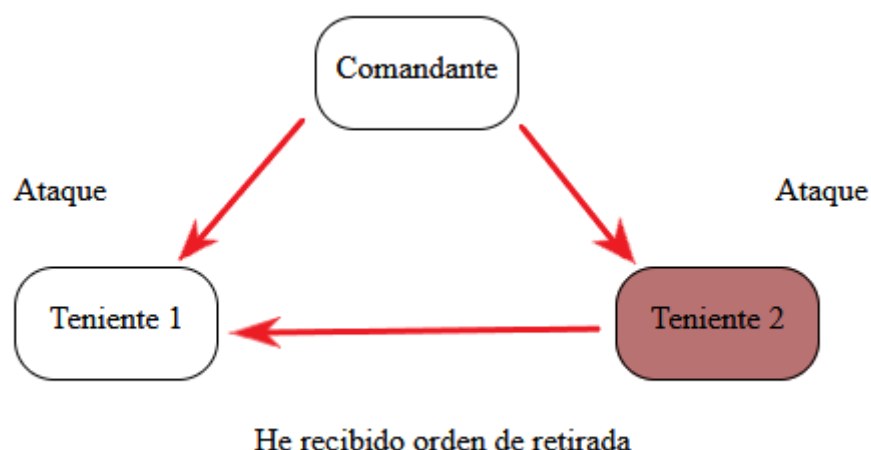 Comandante
Ataque
Ataque
Teniente 1
Teniente 2
He recibido orden de retirada